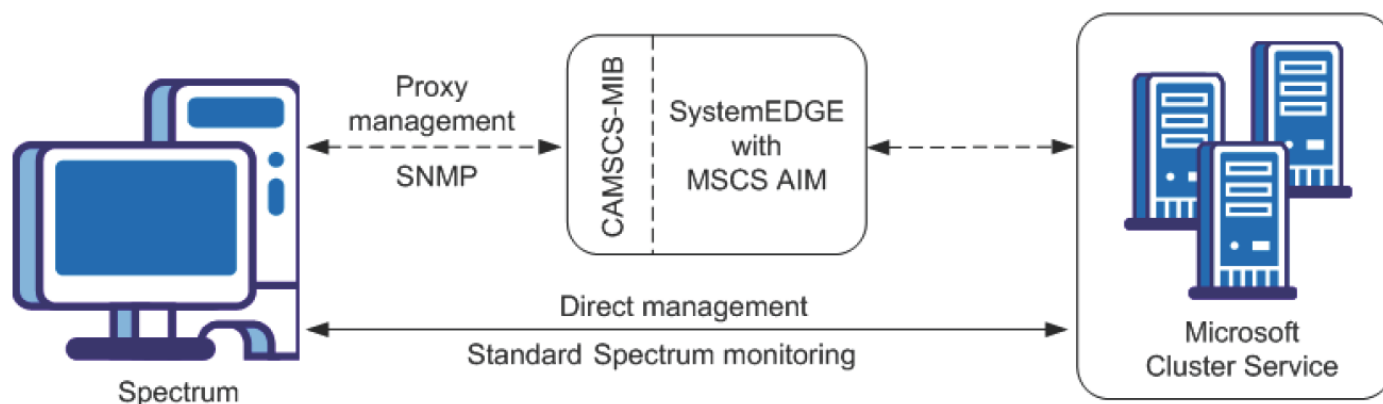 Proxy
management
SNMP
CAMSCS-MIB
SystemEDGE
with
MSCS AIM
Direct management
Standard Spectrum monitoring
Spectrum
Microsoft
Cluster Service